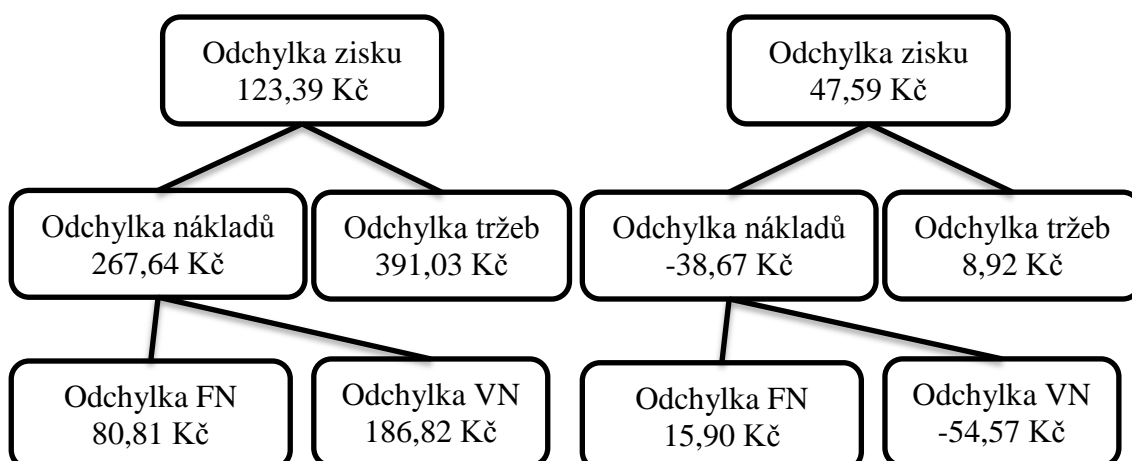 Odchylka zisku
123,39 Kč
Odchylka zisku
47,59 Kč
Odchylka nákladů
267,64 Kč
Odchylka tržeb
391,03 Kč
Odchylka nákladů
-38,67 Kč
Odchylka tržeb
8,92 Kč
Odchylka FN
80,81 Kč
Odchylka VN
186,82 Kč
Odchylka FN
15,90 Kč
Odchylka VN
-54,57 Kč